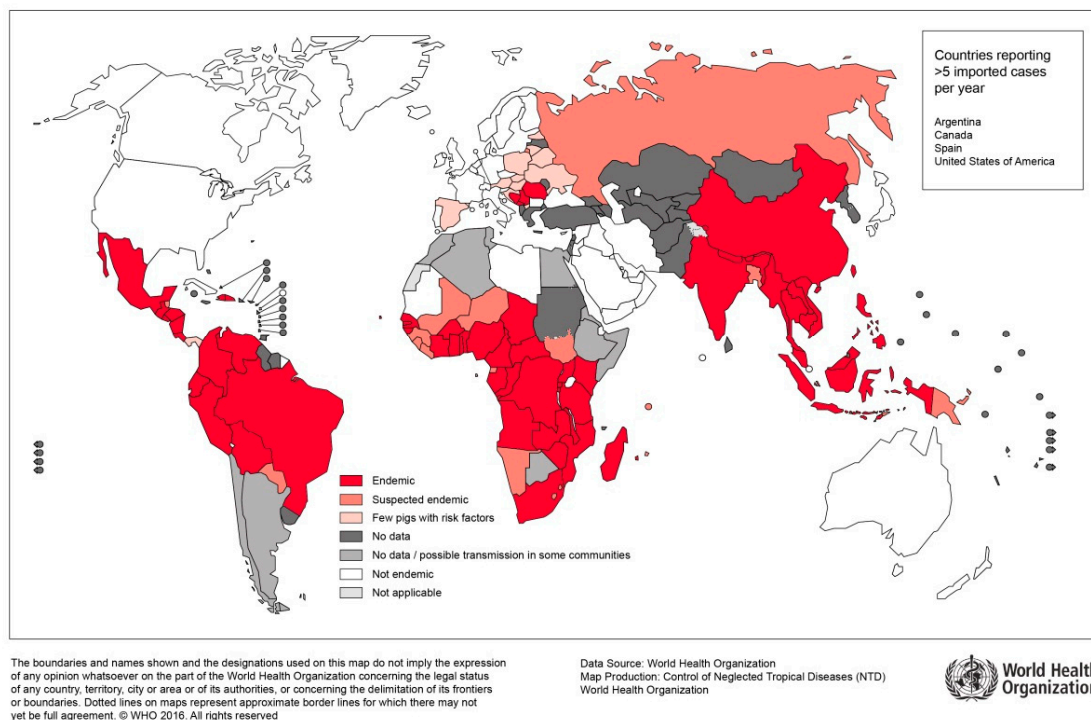 Countries reporting
>5 imported cases
per year
Argentina
Canada
Spain
United States of America
Endemic
Suspected endemic
Few pigs with risk factors
No data
No data / possible transmission in some communities
Not endemic
Not applicable
The boundaries and names shown and the designations used on this map do not imply the expression
of any opinion whatsoever on the part of the World Health Organization concerning the legal status
of any country, territory, city or area or of its authorities, or concerning the delimitation of its frontiers
or boundaries. Dotted lines on maps represent approximate border lines for which there may not
yet be full agreement. © WHO 2016. All rights reserved
Data Source: World Health Organization
Map Production: Control of Neglected Tropical Diseases (NTD)
World Health Organization
World Health
Organization